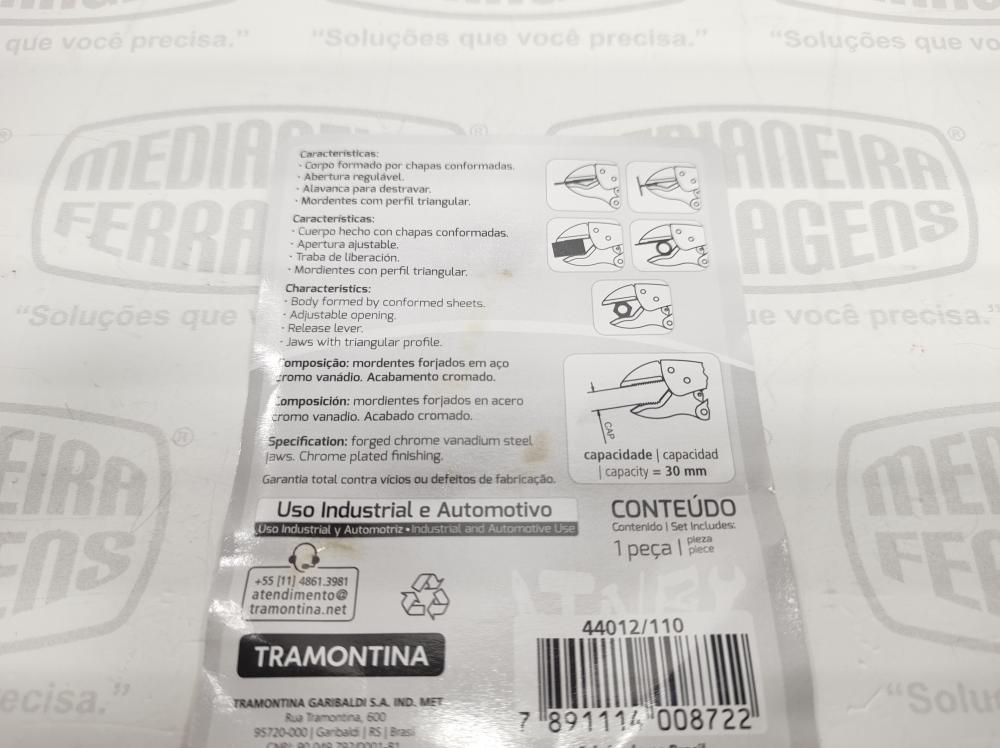 que você precisa.”
“Soluções que você precisa.”
“Soluções que vo
MEDIANEIRA
FERRAGENS
®
®
®
“Soluções que
ue você precisa.”
Características:
· Corpo formado por chapas conformadas.
· Abertura regulável.
· Alavanca para destravar.
· Mordentes com perfil triangular.
Características:
· Cuerpo hecho con chapas conformadas.
· Apertura ajustable.
· Traba de liberación.
· Mordientes con perfil triangular.
Characteristics:
· Body formed by conformed sheets.
· Adjustable opening.
· Release lever.
· Jaws with triangular profile.
Composição: mordentes forjados em aço
cromo vanádio. Acabamento cromado.
Composición: mordientes forjados en acero
cromo vanadio. Acabado cromado.
Specification: forged chrome vanadium steel
jaws. Chrome plated finishing.
Garantia total contra vícios ou defeitos de fabricação.
CAP
capacidade | capacidad
| capacity = 30 mm
Uso Industrial e Automotivo
Uso Industrial y Automotriz • Industrial and Automotive Use
CONTEÚDO
Contenido | Set Includes:
1 peça | pieza
piece
+55 [11] 4861.3981
atendimento@
tramontina.net
TRAMONTINA
TRAMONTINA GARIBALDI S.A. IND. MET
Rua Tramontina, 600
95720-000 | Garibaldi | RS | Brasil
44012/110
7 891114 008722
EIRA
ENS
®
recisa.”
“Solu